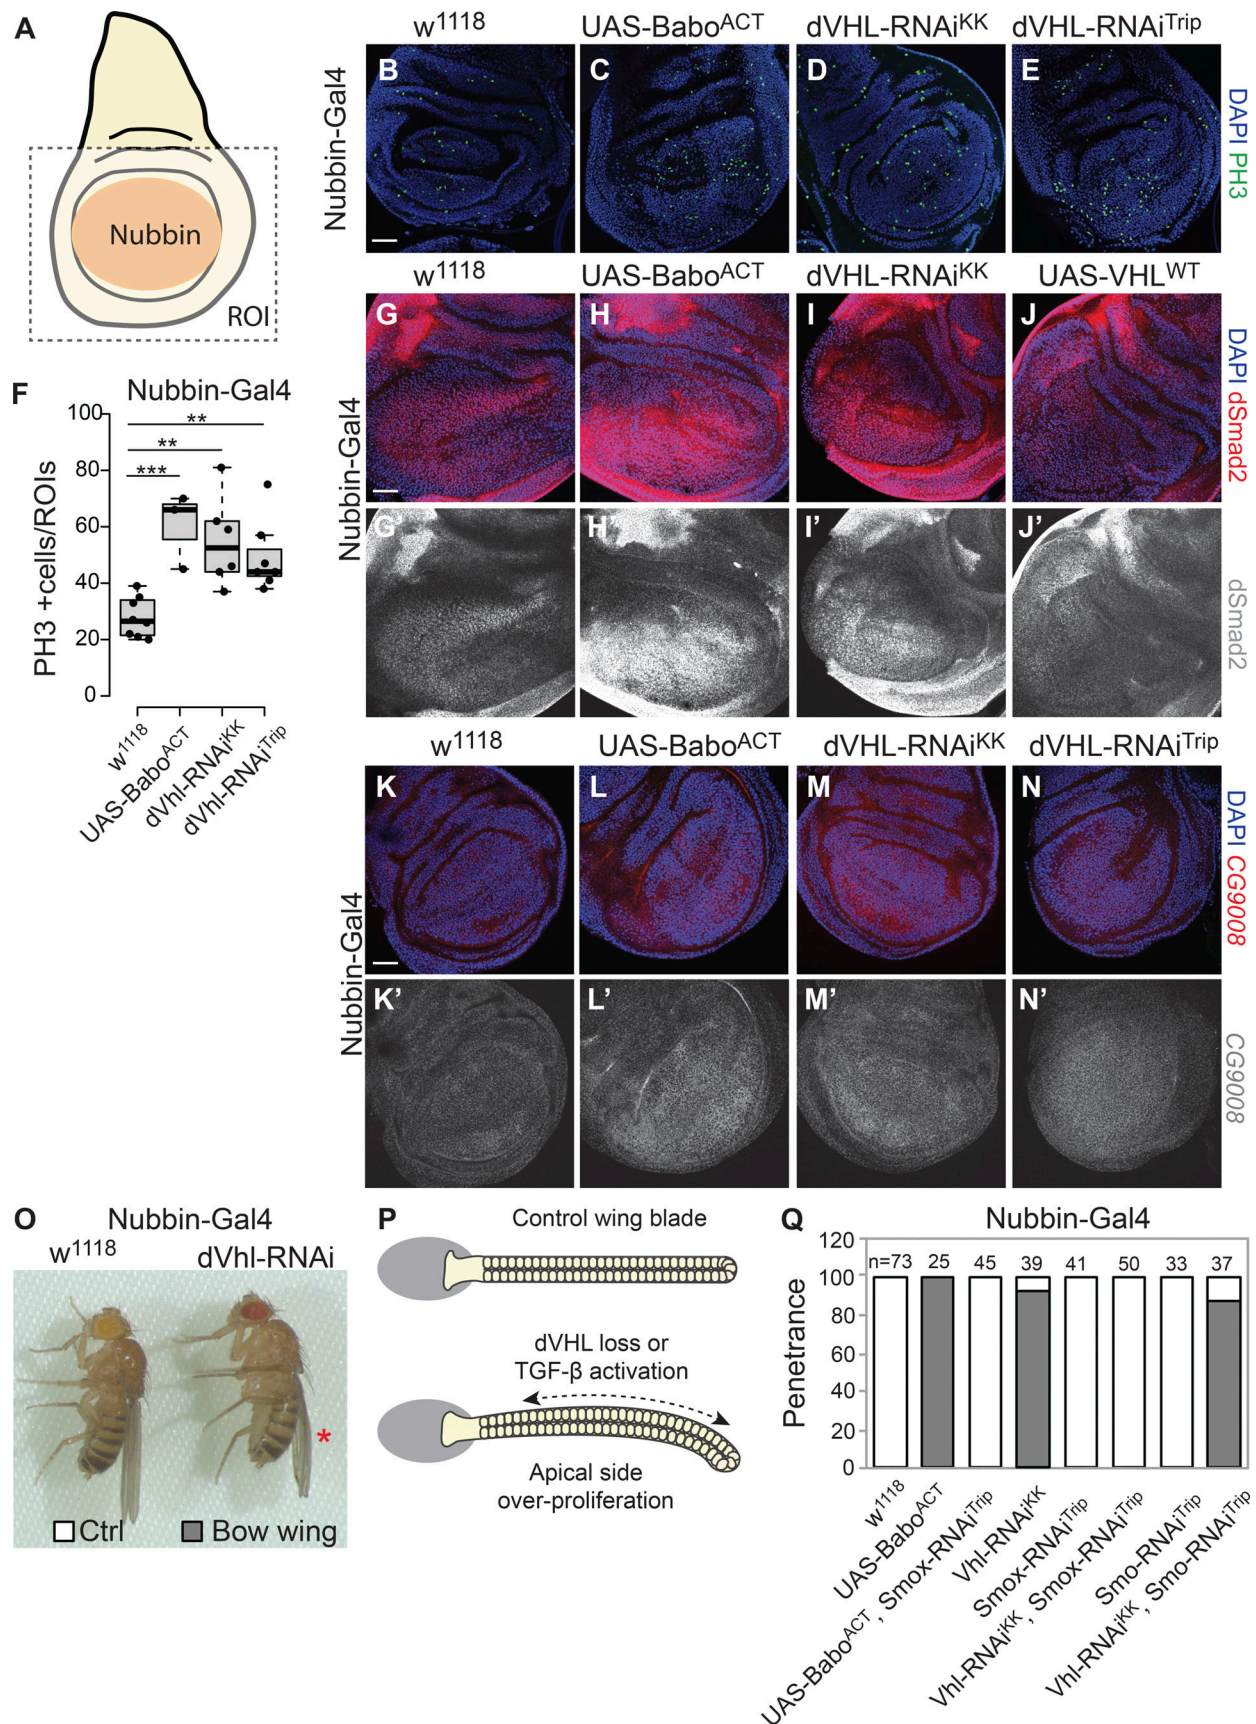 A
Nubbin
ROI
w1118
UAS-BaboACT
dVHL-RNAiKK
dVHL-RNAiTrip
Nubbin-Gal4
B
C
D
E
DAPI PH3
w1118
UAS-BaboACT
dVHL-RNAiKK
UAS-VHLWT
Nubbin-Gal4
G
H
I
J
DAPI dSmad2
G'
H'
I'
J'
dSmad2
F
Nubbin-Gal4
PH3 +cells/ROIs
100
80
60
40
20
0
**
**
***
w1118
UAS-BaboACT
dVhl-RNAiKK
dVhl-RNAiTrip
w1118
UAS-BaboACT
dVHL-RNAiKK
dVHL-RNAiTrip
Nubbin-Gal4
K
L
M
N
DAPI CG9008
K'
L'
M'
N'
CG9008
O
Nubbin-Gal4
w1118
dVhl-RNAi
*
Ctrl
Bow wing
P
Control wing blade
dVHL loss or
TGF-β activation
Apical side
over-proliferation
Q
Nubbin-Gal4
Penetrance
120
100
80
60
40
20
0
n=73
25
45
39
41
50
33
37
w1118
UAS-BaboACT
UAS-BaboACT, Smox-RNAiTrip
Vhl-RNAiKK
Smox-RNAiTrip
Vhl-RNAiKK, Smox-RNAiTrip
Smo-RNAiTrip
Vhl-RNAiKK, Smo-RNAiTrip